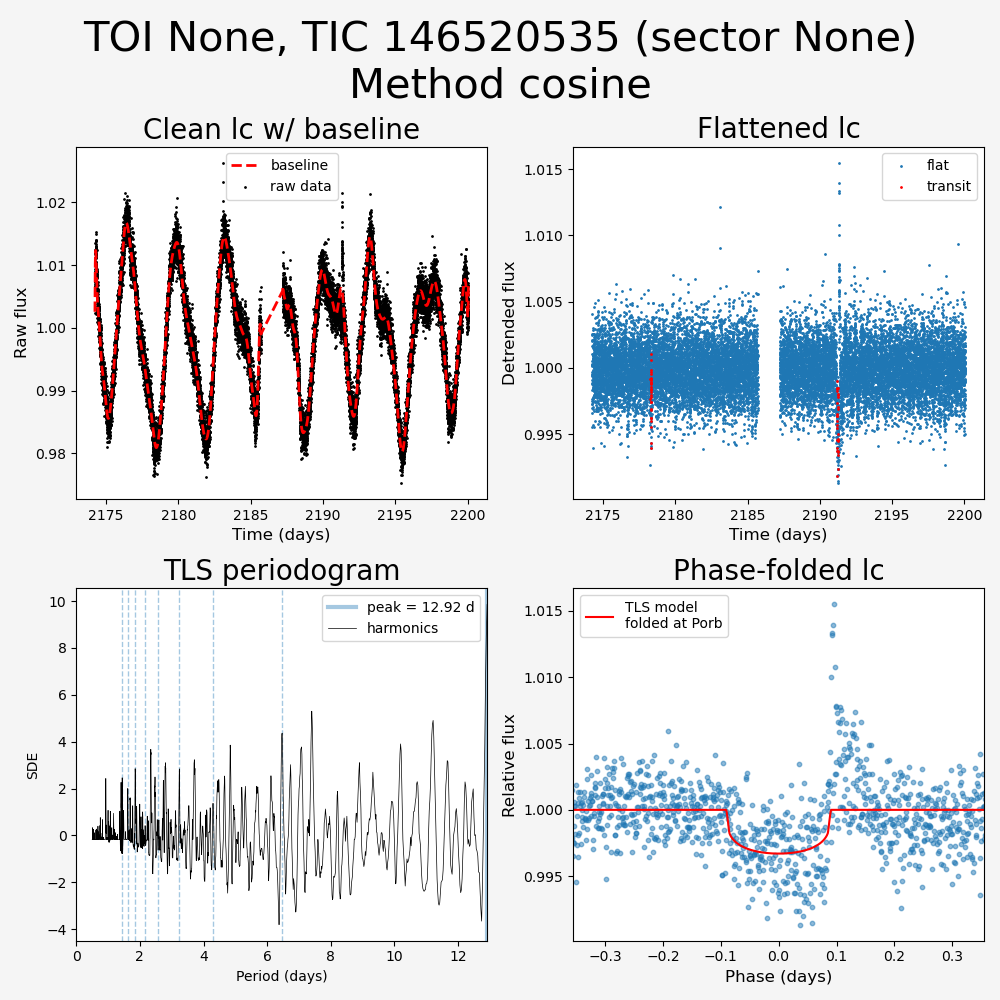 TOI None, TIC 146520535 (sector None)
Method cosine
Clean lc w/ baseline
baseline
raw data
Raw flux
1.02
1.01
1.00
0.99
0.98
2175
2180
2185
2190
2195
2200
Time (days)
Flattened lc
flat
transit
Detrended flux
1.015
1.010
1.005
1.000
0.995
2175
2180
2185
2190
2195
2200
Time (days)
TLS periodogram
peak = 12.92 d
harmonics
SDE
10
8
6
4
2
0
−2
−4
0
2
4
6
8
10
12
Period (days)
Phase-folded lc
TLS model
folded at Porb
Relative flux
1.015
1.010
1.005
1.000
0.995
−0.3
−0.2
−0.1
0.0
0.1
0.2
0.3
Phase (days)